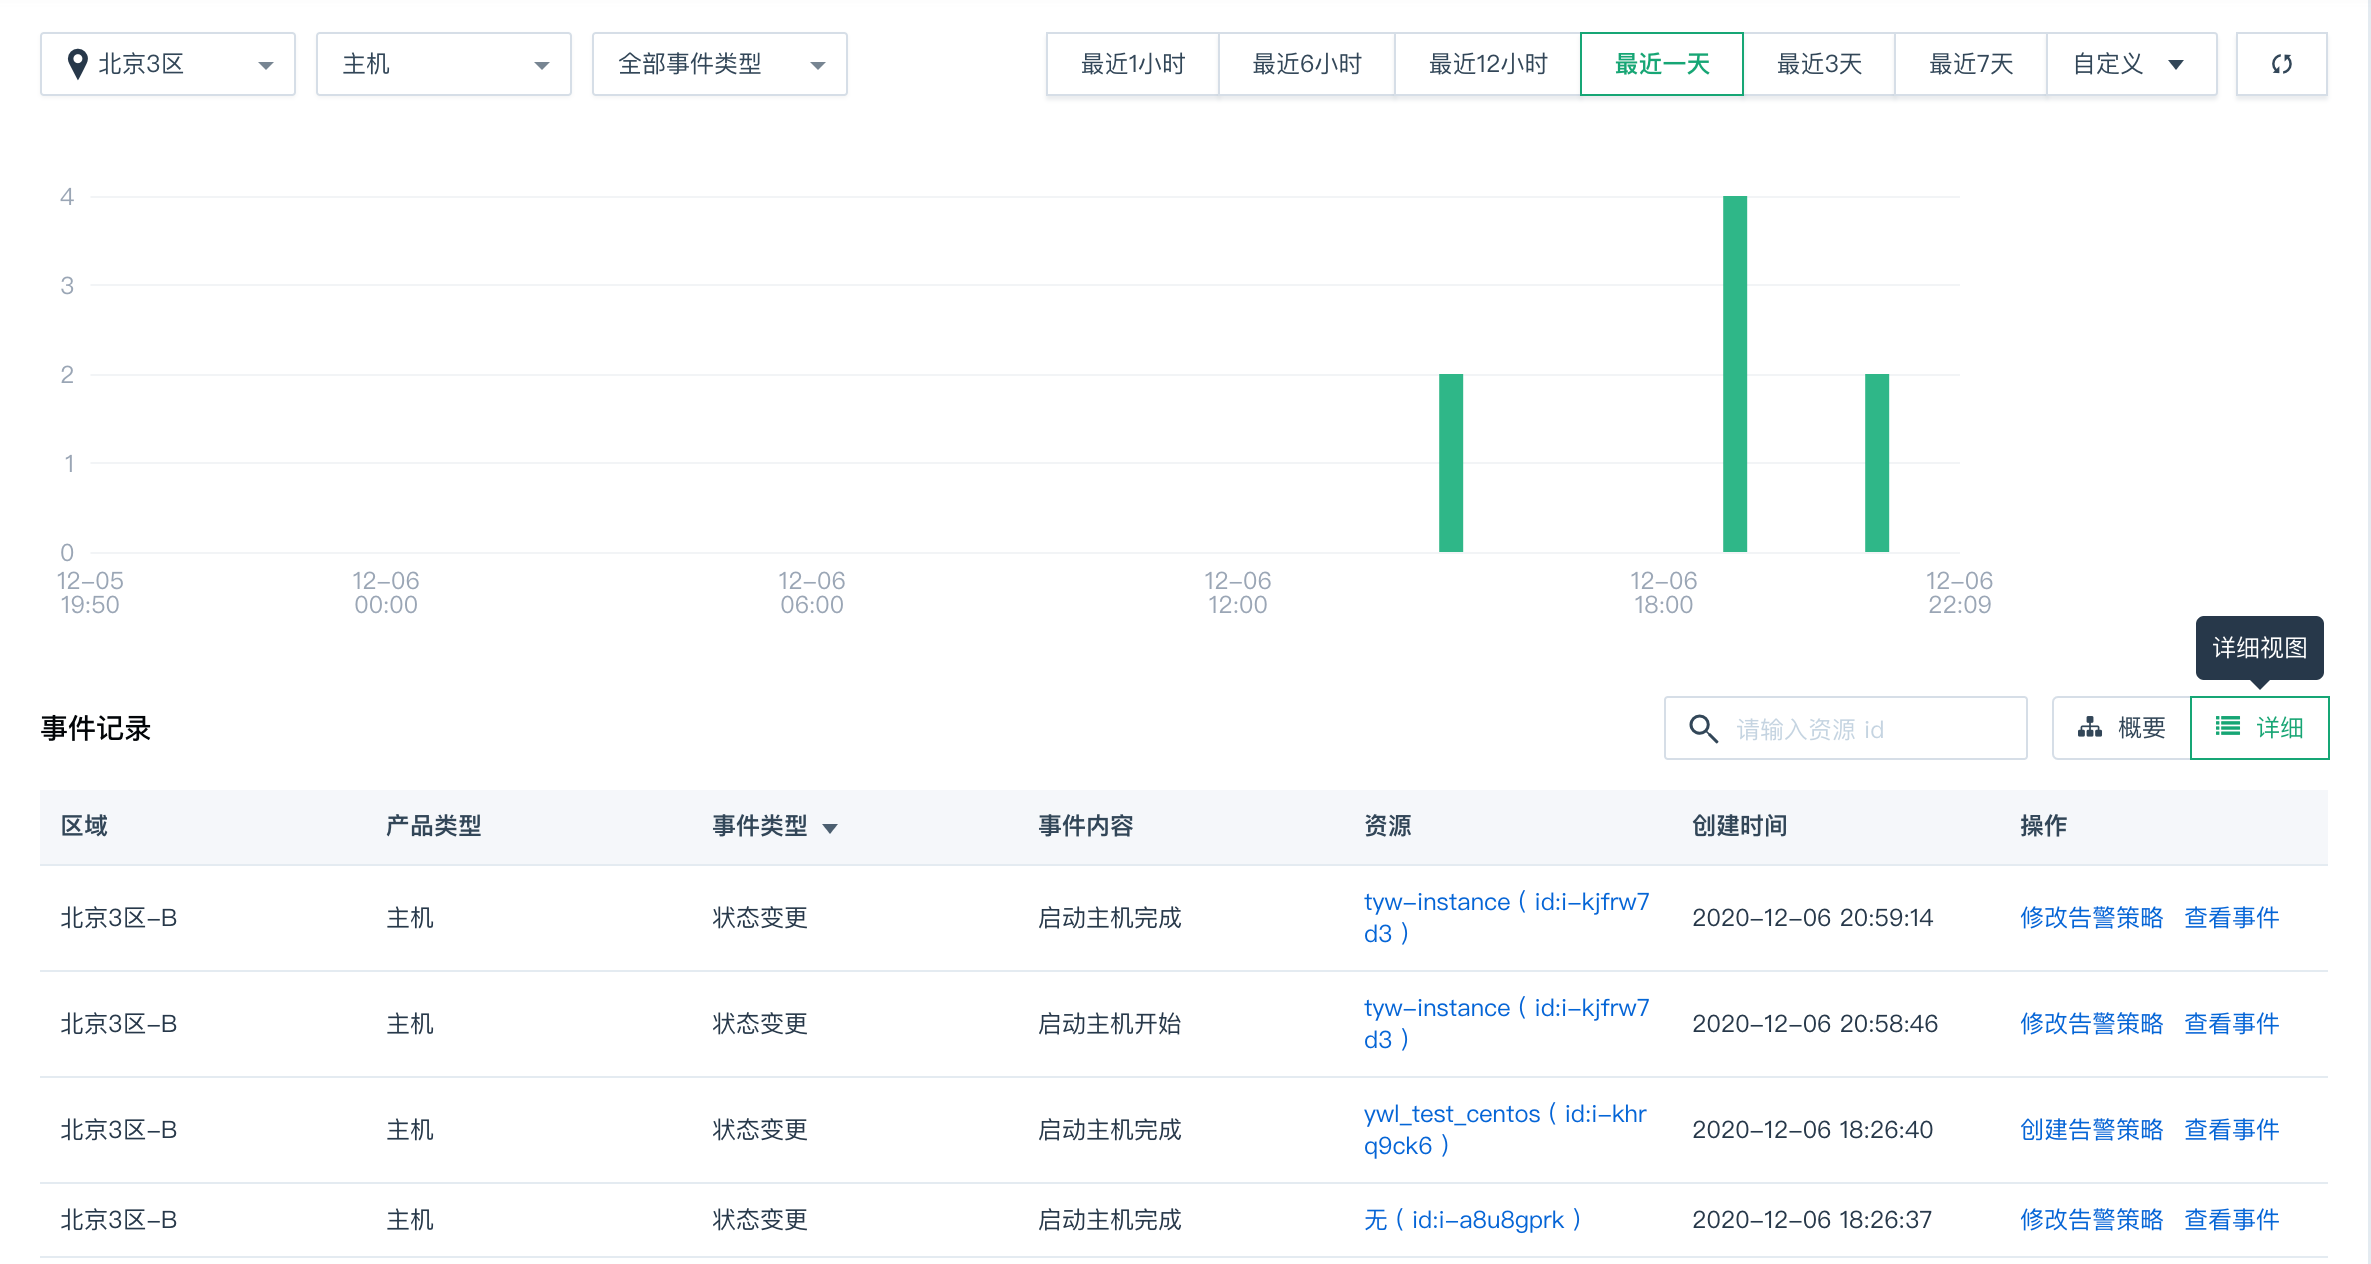 北京3区 主机 全部事件类型 最近1小时 最近6小时 最近12小时 最近一天 最近3天 最近7天 自定义
4
3
2
1
0
12-05 12-06 12-06 12-06 12-06 12-06
19:50 00:00 06:00 12:00 18:00 22:09
详细视图
事件记录 请输入资源 id 概要 详细
区域 产品类型 事件类型 事件内容 资源 创建时间 操作
北京3区-B 主机 状态变更 启动主机完成 tyw-instance（id:i-kjfrw7 2020-12-06 20:59:14 修改告警策略 查看事件
d3）
北京3区-B 主机 状态变更 启动主机开始 tyw-instance（id:i-kjfrw7 2020-12-06 20:58:46 修改告警策略 查看事件
d3）
北京3区-B 主机 状态变更 启动主机完成 ywl_test_centos（id:i-khr 2020-12-06 18:26:40 创建告警策略 查看事件
q9ck6）
北京3区-B 主机 状态变更 启动主机完成 无（id:i-a8u8gprk） 2020-12-06 18:26:37 修改告警策略 查看事件